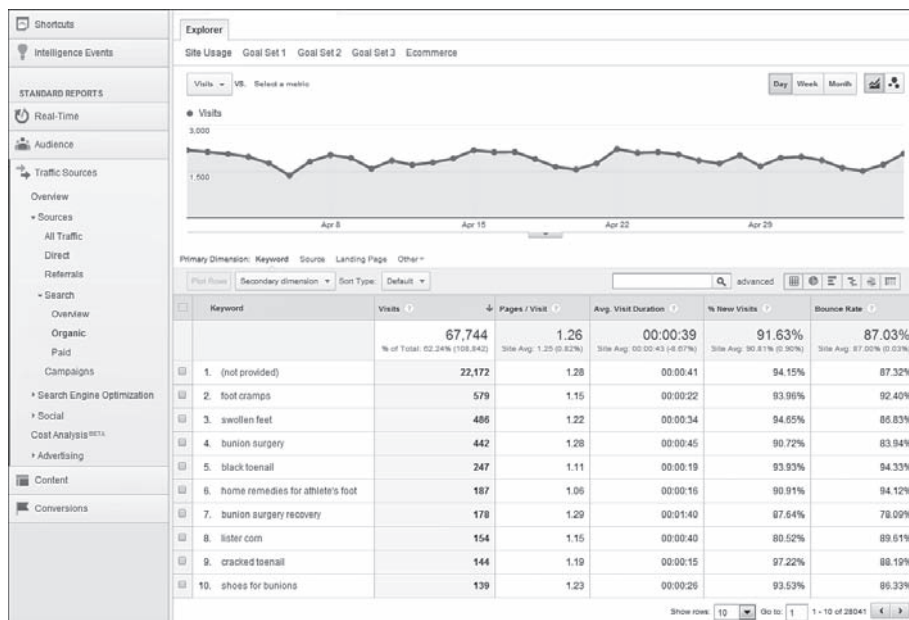 Shortcuts
Intelligence Events
STANDARD REPORTS
Real-Time
Audience
Traffic Sources
Overview
Sources
All Traffic
Direct
Referrals
Search
Overview
Organic
Paid
Campaigns
Search Engine Optimization
Social
Cost Analysis BETA
Advertising
Content
Conversions
Explorer
Site Usage Goal Set 1 Goal Set 2 Goal Set 3 Ecommerce
Visits VS. Select a metric
Day Week Month
Visits
3,000
1,500
Apr 8 Apr 15 Apr 22 Apr 29
Primary Dimension: Keyword Source Landing Page Other
Plot Rows Secondary dimension Sort Type: Default advanced
Keyword Visits Pages / Visit Avg. Visit Duration % New Visits Bounce Rate
67,744 1.26 00:00:39 91.63% 87.03%
% of Total: 62.24% (108,842) Site Avg: 1.25 (0.82%) Site Avg: 00:00:43 (-8.67%) Site Avg: 90.81% (0.90%) Site Avg: 87.00% (0.03%)
1. (not provided) 22,172 1.28 00:00:41 94.15% 87.32%
2. foot cramps 579 1.15 00:00:22 93.96% 92.40%
3. swollen feet 486 1.22 00:00:34 94.65% 86.83%
4. bunion surgery 442 1.28 00:00:45 90.72% 83.94%
5. black toenail 247 1.11 00:00:19 93.93% 94.33%
6. home remedies for athlete's foot 187 1.06 00:00:16 90.91% 94.12%
7. bunion surgery recovery 178 1.29 00:01:40 87.64% 78.09%
8. lister corn 154 1.15 00:00:40 80.52% 89.61%
9. cracked toenail 144 1.19 00:00:15 97.22% 88.19%
10. shoes for bunions 139 1.23 00:00:26 93.53% 86.33%
Show rows: 10 Go to: 1 1 - 10 of 28041